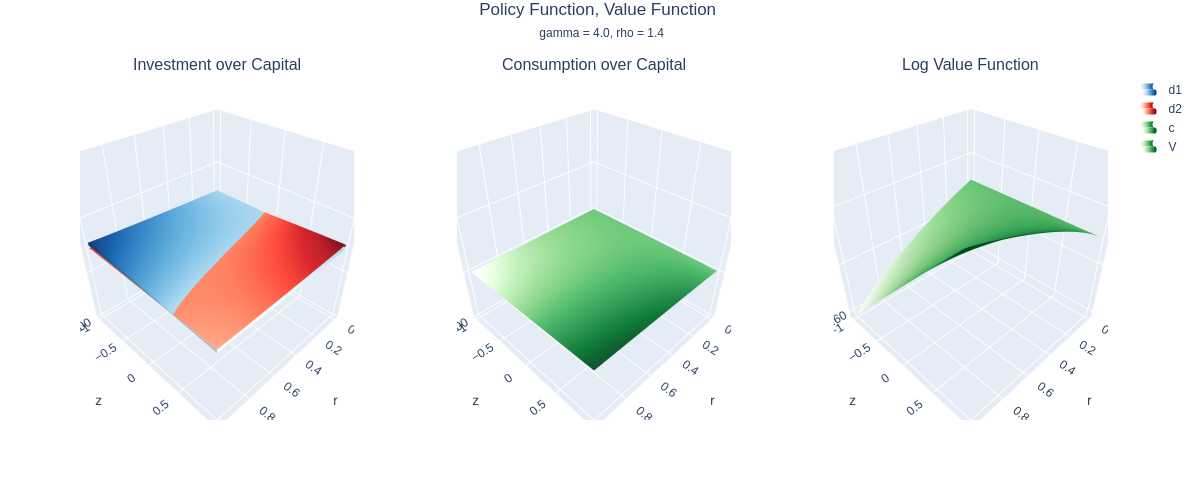 Policy Function, Value Function
gamma = 4.0, rho = 1.4
Investment over Capital
Consumption over Capital
Log Value Function
d1
d2
c
V
−0.5
0
0.5
z
0.2
0.4
0.6
0.8
r
−0.5
0
0.5
z
0.2
0.4
0.6
0.8
r
60
−1
−0.5
0
0.5
z
0
0.2
0.4
0.6
0.8
r